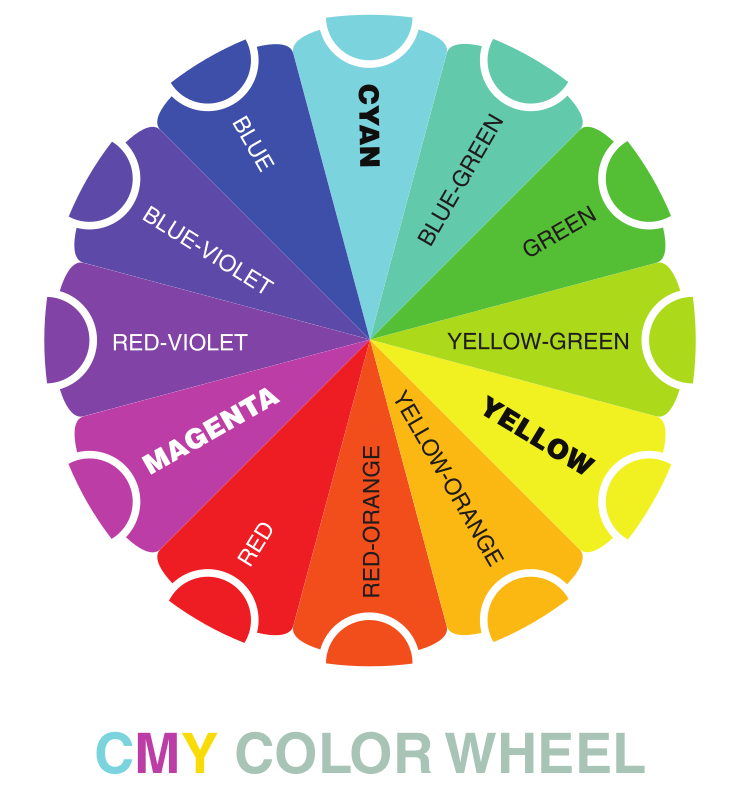 CYAN
BLUE-GREEN
GREEN
YELLOW-GREEN
YELLOW
YELLOW-ORANGE
RED-ORANGE
RED
MAGENTA
RED-VIOLET
BLUE-VIOLET
BLUE
CMY COLOR WHEEL